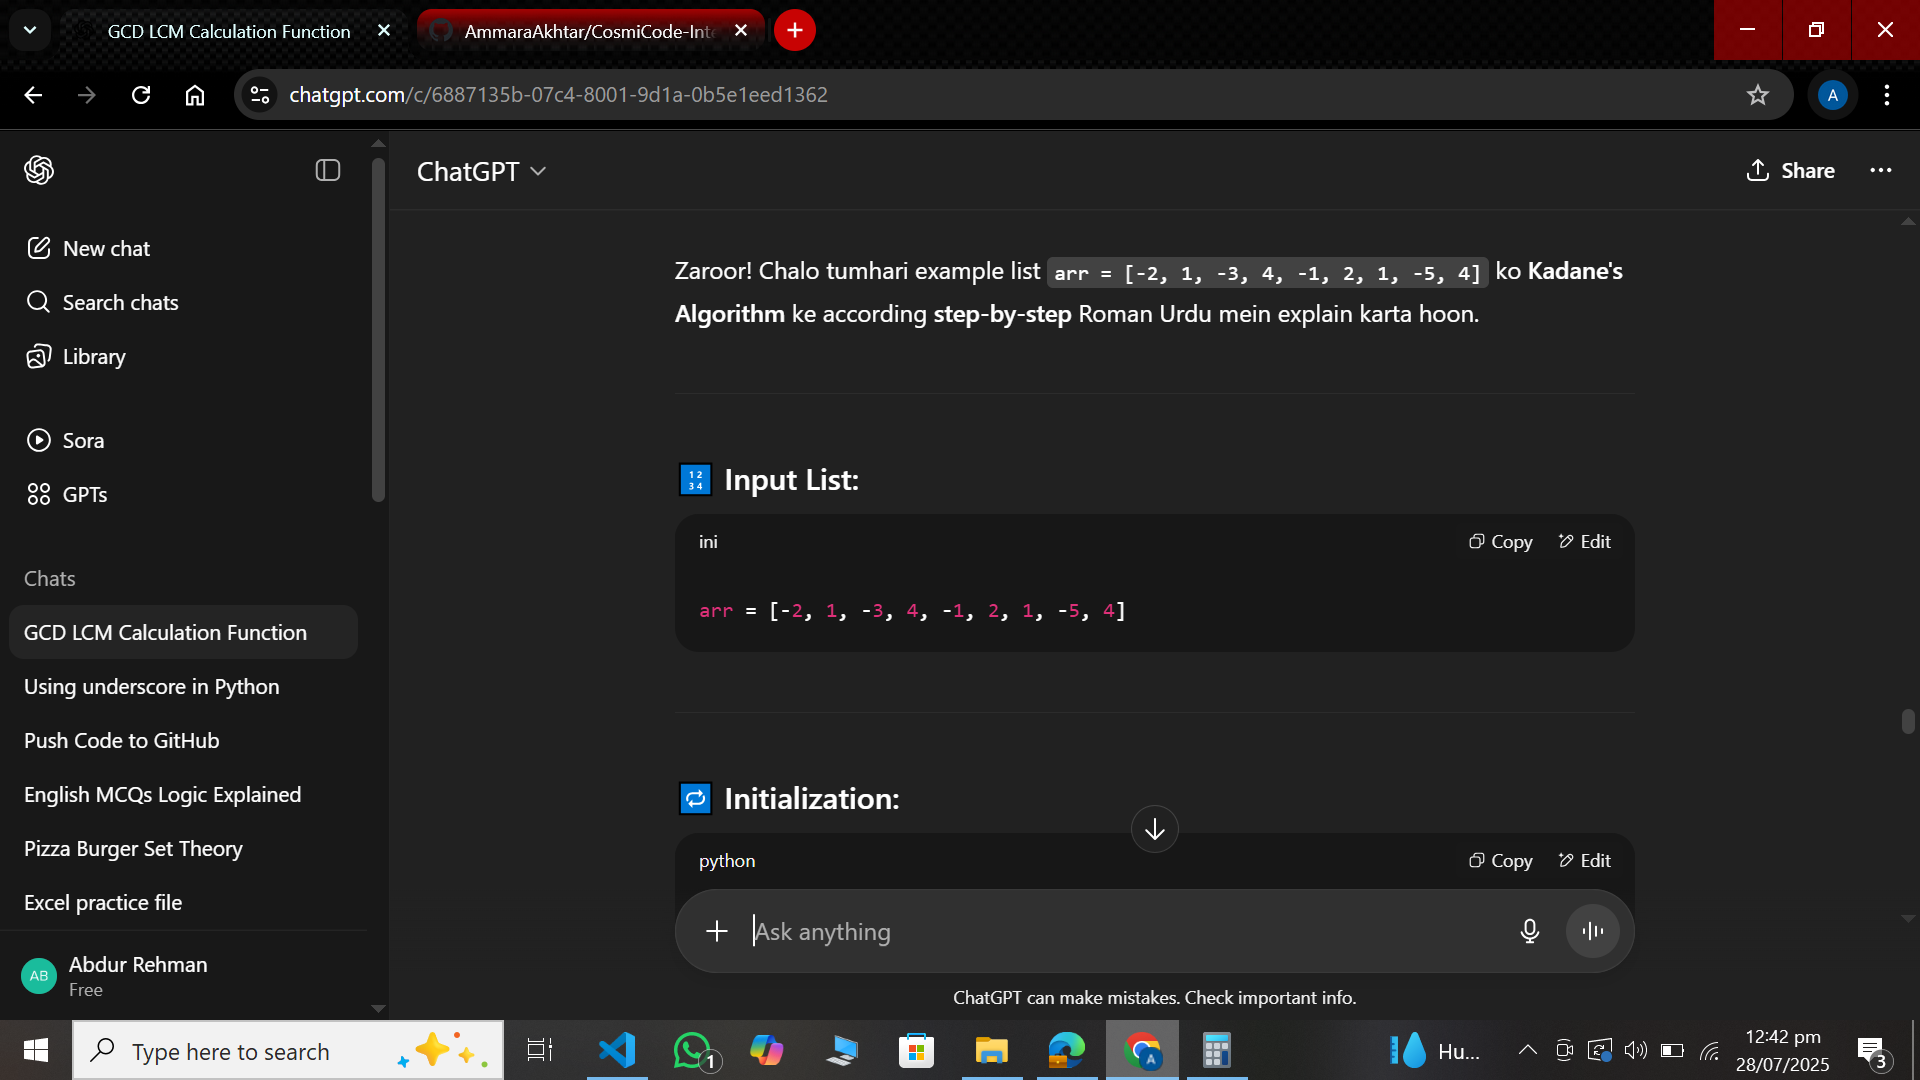 GCD LCM Calculation Function
AmmaraAkhtar/CosmiCode-Inte
chatgpt.com/c/6887135b-07c4-8001-9d1a-0b5e1eed1362
A
ChatGPT
Share
New chat
Search chats
Library
Sora
GPTs
Chats
GCD LCM Calculation Function
Using underscore in Python
Push Code to GitHub
English MCQs Logic Explained
Pizza Burger Set Theory
Excel practice file
AB
Abdur Rehman
Free
Zaroor! Chalo tumhari example list arr = [-2, 1, -3, 4, -1, 2, 1, -5, 4] ko Kadane's
Algorithm ke according step-by-step Roman Urdu mein explain karta hoon.
Input List:
ini
Copy
Edit
arr = [-2, 1, -3, 4, -1, 2, 1, -5, 4]
Initialization:
python
Copy
Edit
Ask anything
ChatGPT can make mistakes. Check important info.
Type here to search
1
A
Hu...
12:42 pm
28/07/2025
3